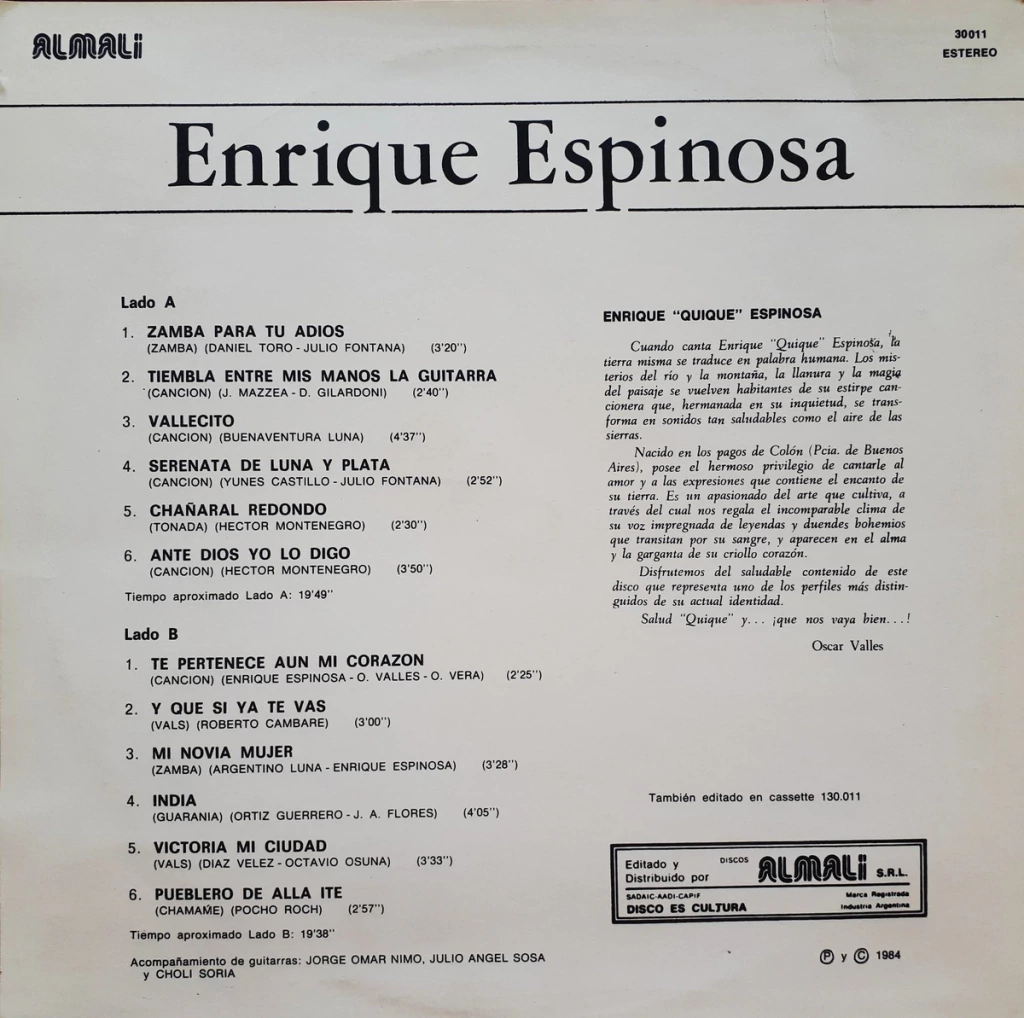 ALMALi
30011
ESTEREO
Enrique Espinosa
Lado A
1. ZAMBA PARA TU ADIOS
(ZAMBA) (DANIEL TORO - JULIO FONTANA) (3'20'')
2. TIEMBLA ENTRE MIS MANOS LA GUITARRA
(CANCION) (J. MAZZEA - D. GILARDONI) (2'40'')
3. VALLECITO
(CANCION) (BUENAVENTURA LUNA) (4'37'')
4. SERENATA DE LUNA Y PLATA
(CANCION) (YUNES CASTILLO - JULIO FONTANA) (2'52'')
5. CHAÑARAL REDONDO
(TONADA) (HECTOR MONTENEGRO) (2'30'')
6. ANTE DIOS YO LO DIGO
(CANCION) (HECTOR MONTENEGRO) (3'50'')
Tiempo aproximado Lado A: 19'49''
Lado B
1. TE PERTENECE AUN MI CORAZON
(CANCION) (ENRIQUE ESPINOSA - O. VALLES - O. VERA) (2'25'')
2. Y QUE SI YA TE VAS
(VALS) (ROBERTO CAMBARE) (3'00'')
3. MI NOVIA MUJER
(ZAMBA) (ARGENTINO LUNA - ENRIQUE ESPINOSA) (3'28'')
4. INDIA
(GUARANIA) (ORTIZ GUERRERO - J. A. FLORES) (4'05'')
5. VICTORIA MI CIUDAD
(VALS) (DIAZ VELEZ - OCTAVIO OSUNA) (3'33'')
6. PUEBLERO DE ALLA ITE
(CHAMAME) (POCHO ROCH) (2'57'')
Tiempo aproximado Lado B: 19'38''
Acompañamiento de guitarras: JORGE OMAR NIMO, JULIO ANGEL SOSA
y CHOLI SORIA
ENRIQUE “QUIQUE” ESPINOSA
Cuando canta Enrique “Quique” Espinosa, la
tierra misma se traduce en palabra humana. Los mis-
terios del río y la montaña, la llanura y la magia
del paisaje se vuelven habitantes de su estirpe can-
cionera que, hermanada en su inquietud, se trans-
forma en sonidos tan saludables como el aire de las
sierras.
Nacido en los pagos de Colón (Pcia. de Buenos
Aires), posee el hermoso privilegio de cantarle al
amor y a las expresiones que contiene el encanto de
su tierra. Es un apasionado del arte que cultiva, a
través del cual nos regala el incomparable clima de
su voz impregnada de leyendas y duendes bohemios
que transitan por su sangre, y aparecen en el alma
y la garganta de su criollo corazón.
Disfrutemos del saludable contenido de este
disco que representa uno de los perfiles más distin-
guidos de su actual identidad.
Salud “Quique” y... ¡que nos vaya bien...!
Oscar Valles
También editado en cassette 130.011
Editado y
Distribuido por
DISCOS ALMALi S.R.L.
SADAIC-AADI-CAPIF
DISCO ES CULTURA
Marca Registrada
Industria Argentina
Ⓟ y © 1984